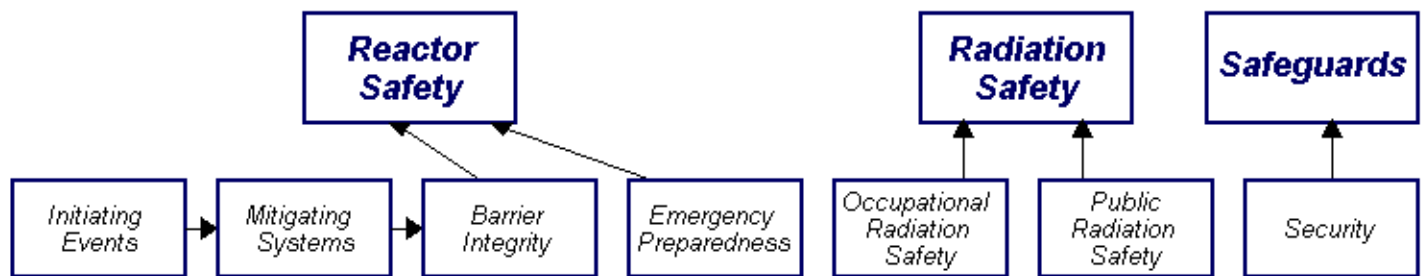 Reactor
Safety
Radiation
Safety
Safeguards
Initiating
Events
Mitigating
Systems
Barrier
Integrity
Emergency
Preparedness
Occupational
Radiation
Safety
Public
Radiation
Safety
Security